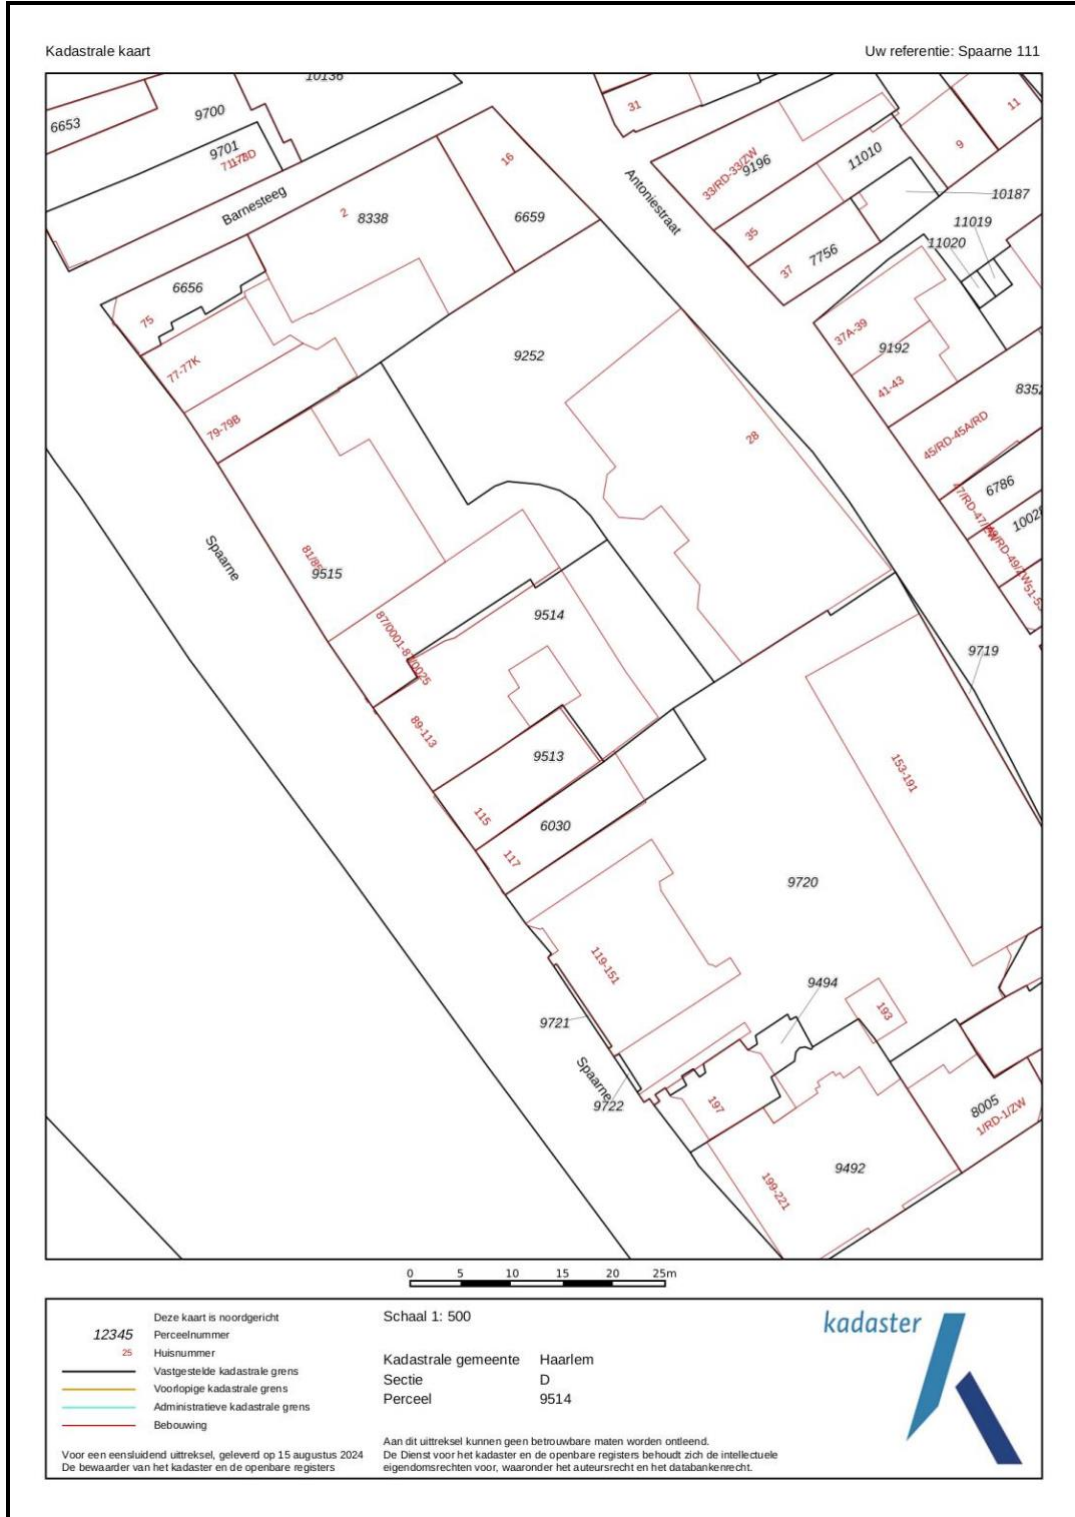 Kadastrale kaart
Uw referentie: Spaarne 111
10136
6653
9700
9701
Barnesteeg
31
16
2
8338
6659
6656
75
77-77K
79-79B
Antoniestraat
33/RD-33/ZW
9196
11010
9
11
10187
35
37
7756
11019
11020
37A-39
9192
41-43
8352
45/RD-45A/RD
6786
9252
28
Spaarne
9515
9514
87/0001-87/0025
89-113
9719
9513
115
6030
117
153-191
9720
119-151
9494
193
9721
Spaarne
9722
197
8005
1/RD-1/ZW
9492
199-221
0 5 10 15 20 25m
Deze kaart is noordgericht
12345 Perceelnummer
25 Huisnummer
Vastgestelde kadastrale grens
Voorlopige kadastrale grens
Administratieve kadastrale grens
Bebouwing
Voor een eensluidend uittreksel, geleverd op 15 augustus 2024
De bewaarder van het kadaster en de openbare registers
Schaal 1: 500
Kadastrale gemeente Haarlem
Sectie D
Perceel 9514
Aan dit uittreksel kunnen geen betrouwbare maten worden ontleend.
De Dienst voor het kadaster en de openbare registers behoudt zich de intellectuele
eigendomsrechten voor, waaronder het auteursrecht en het databankenrecht.
kadaster